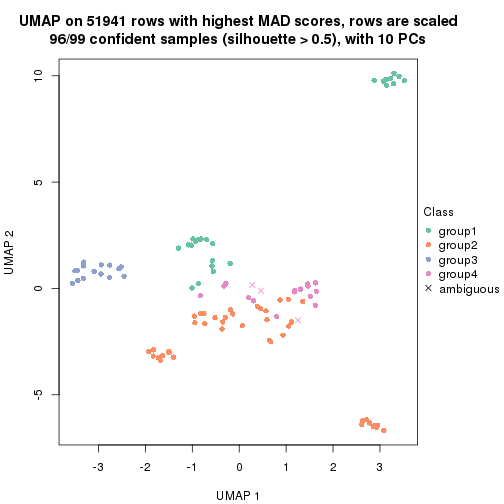 UMAP on 51941 rows with highest MAD scores, rows are scaled
96/99 confident samples (silhouette > 0.5), with 10 PCs
10
5
0
-5
UMAP 2
-3
-2
-1
0
1
2
3
UMAP 1
Class
group1
group2
group3
group4
ambiguous